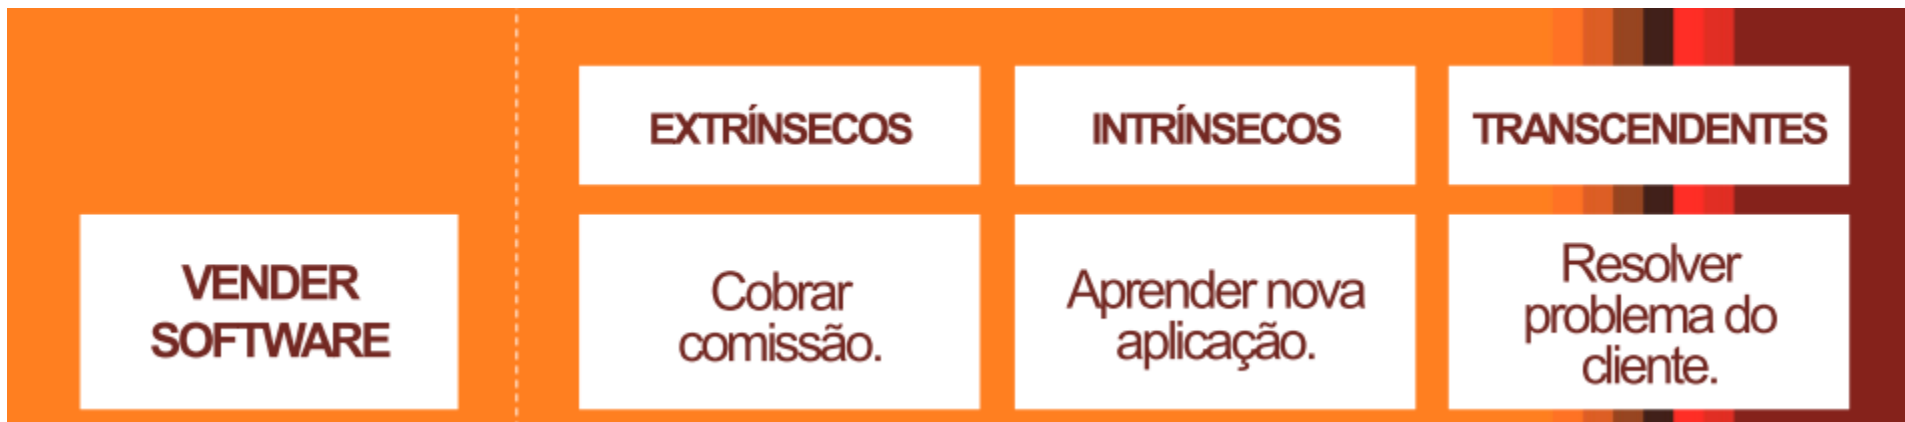 EXTRÍNSECOS
INTRÍNSECOS
TRANSCENDENTES
VENDER
SOFTWARE
Cobrar
comissão.
Aprender nova
aplicação.
Resolver
problema do
cliente.